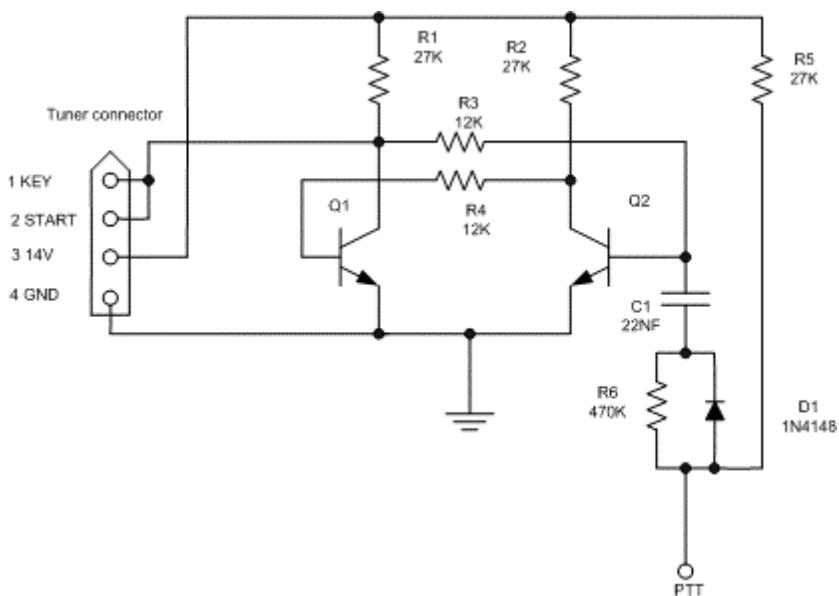 R1
27K
R2
27K
R5
27K
R3
12K
Tuner connector
1 KEY
2 START
3 14V
4 GND
Q1
R4
12K
Q2
C1
22NF
R6
470K
D1
1N4148
PTT